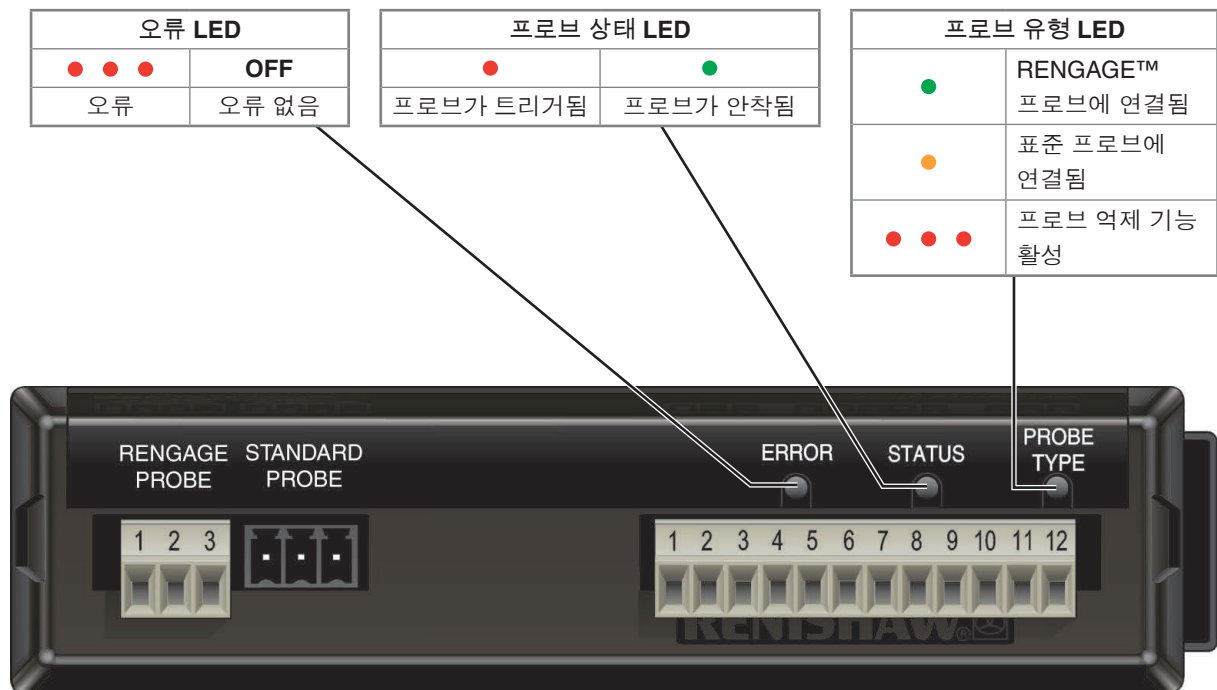 오류 LED
오류
OFF
오류 없음
프로브 상태 LED
프로브가 트리거됨
프로브가 안착됨
프로브 유형 LED
RENGAGE™
프로브에 연결됨
표준 프로브에
연결됨
프로브 억제 기능
활성
RENGAGE
PROBE
STANDARD
PROBE
ERROR
STATUS
PROBE
TYPE
1 2 3
1 2 3 4 5 6 7 8 9 10 11 12
RENISHAW®